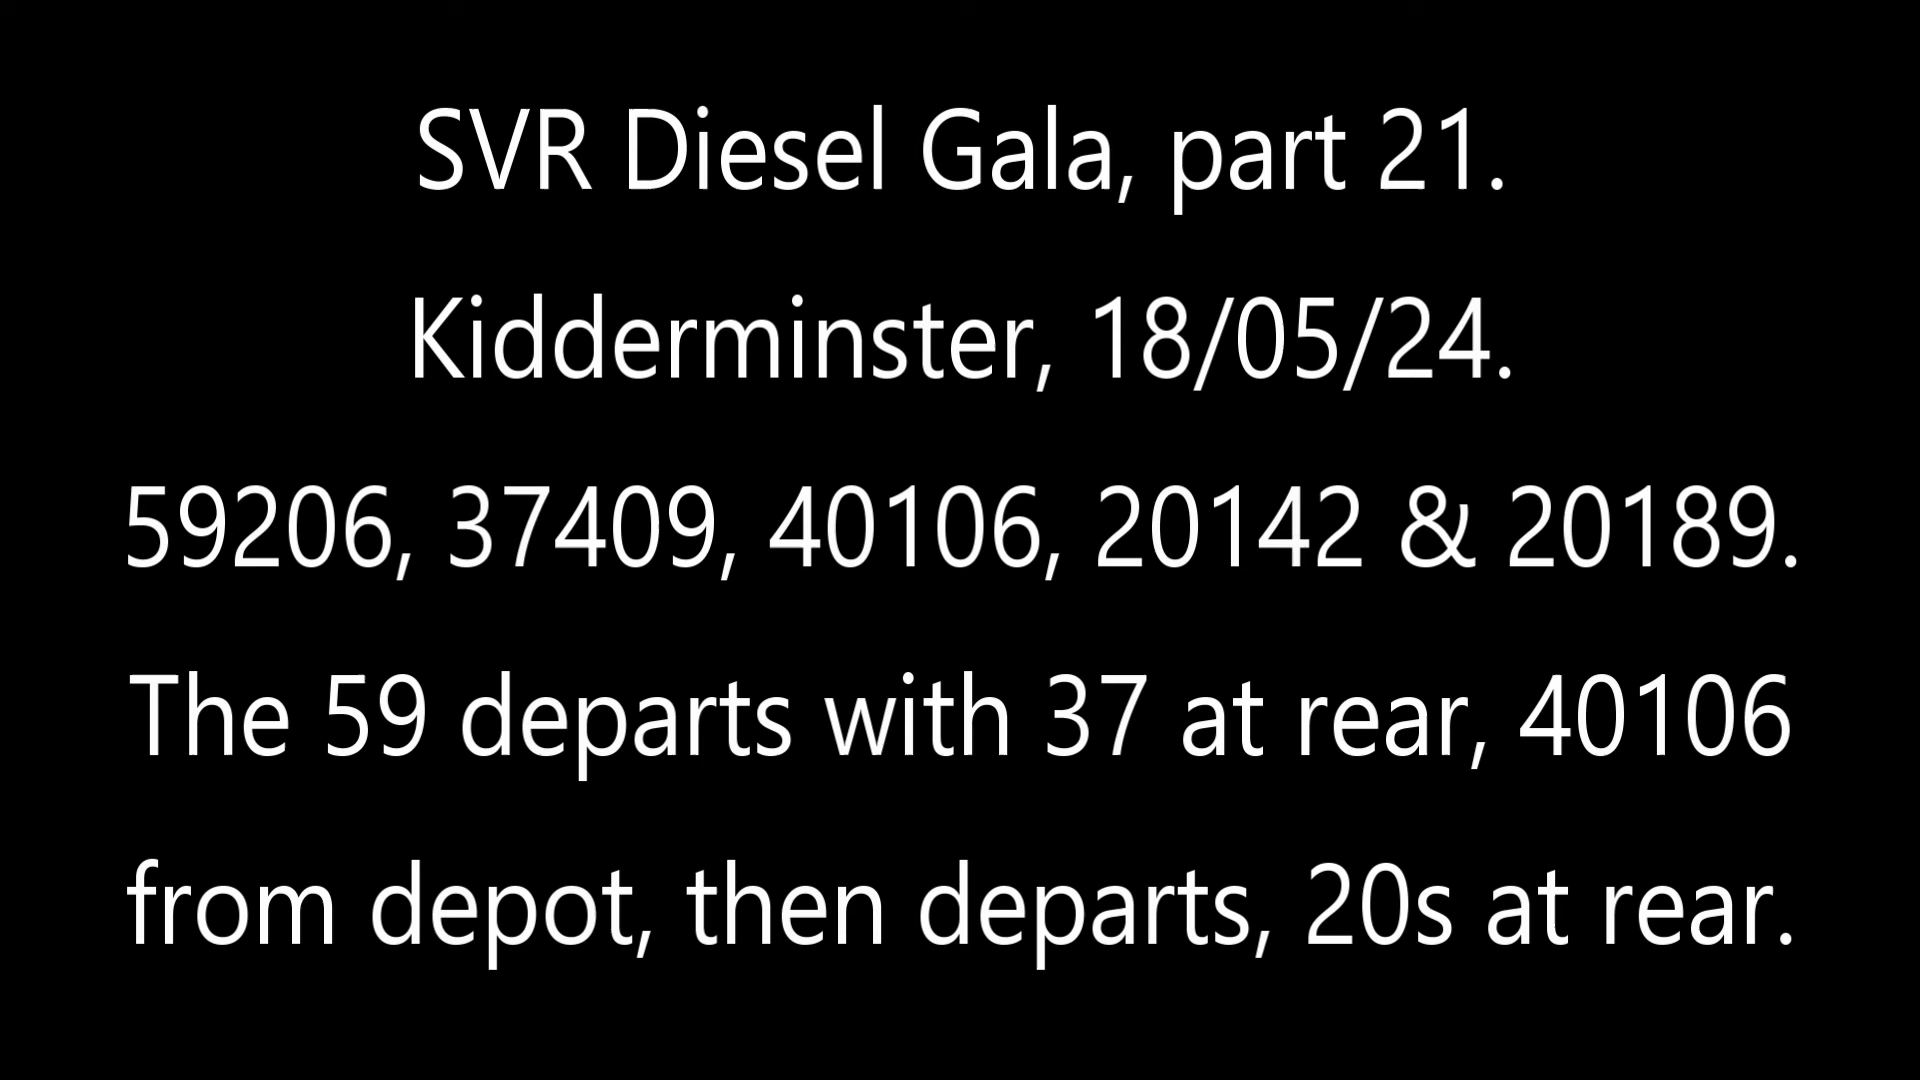 SVR Diesel Gala, part 21.
Kidderminster, 18/05/24.
59206, 37409, 40106, 20142 & 20189.
The 59 departs with 37 at rear, 40106
from depot, then departs, 20s at rear.